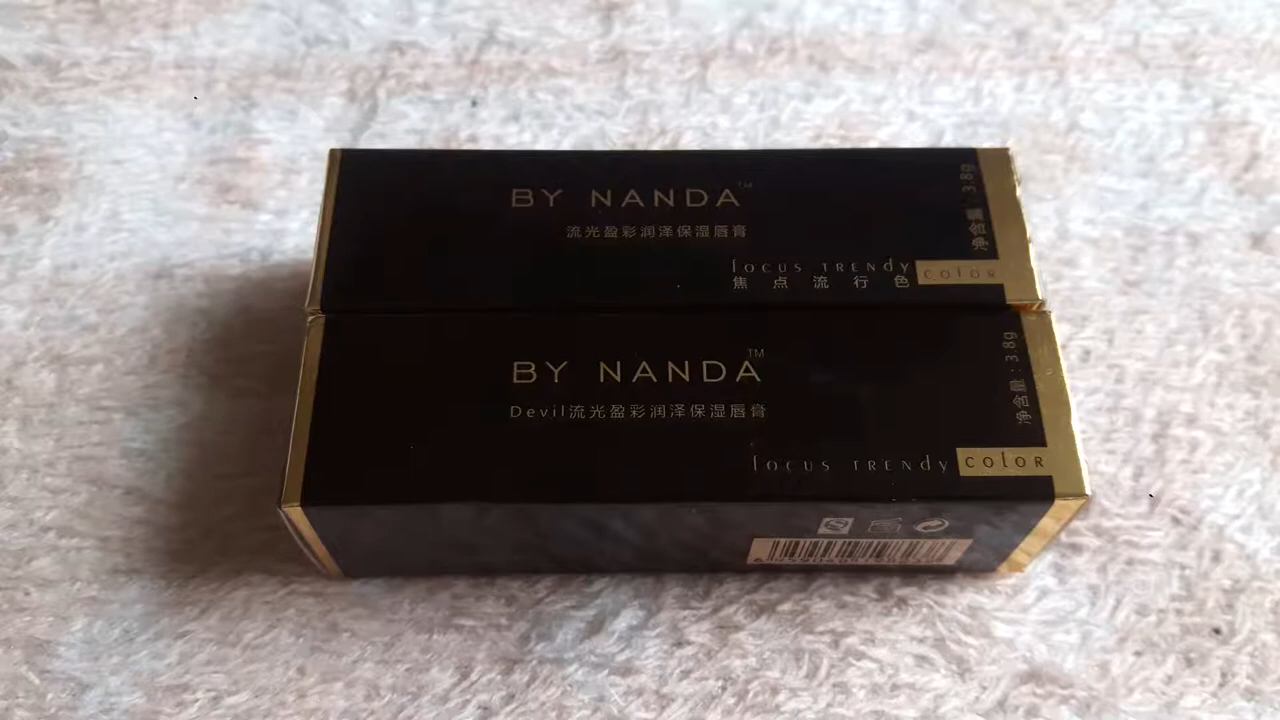 BY NANDA™
流光盈彩润泽保湿唇膏
净含量：3.8g
focus trendy color
焦点流行色
BY NANDA™
Devil流光盈彩润泽保湿唇膏
净含量：3.8g
focus trendy color